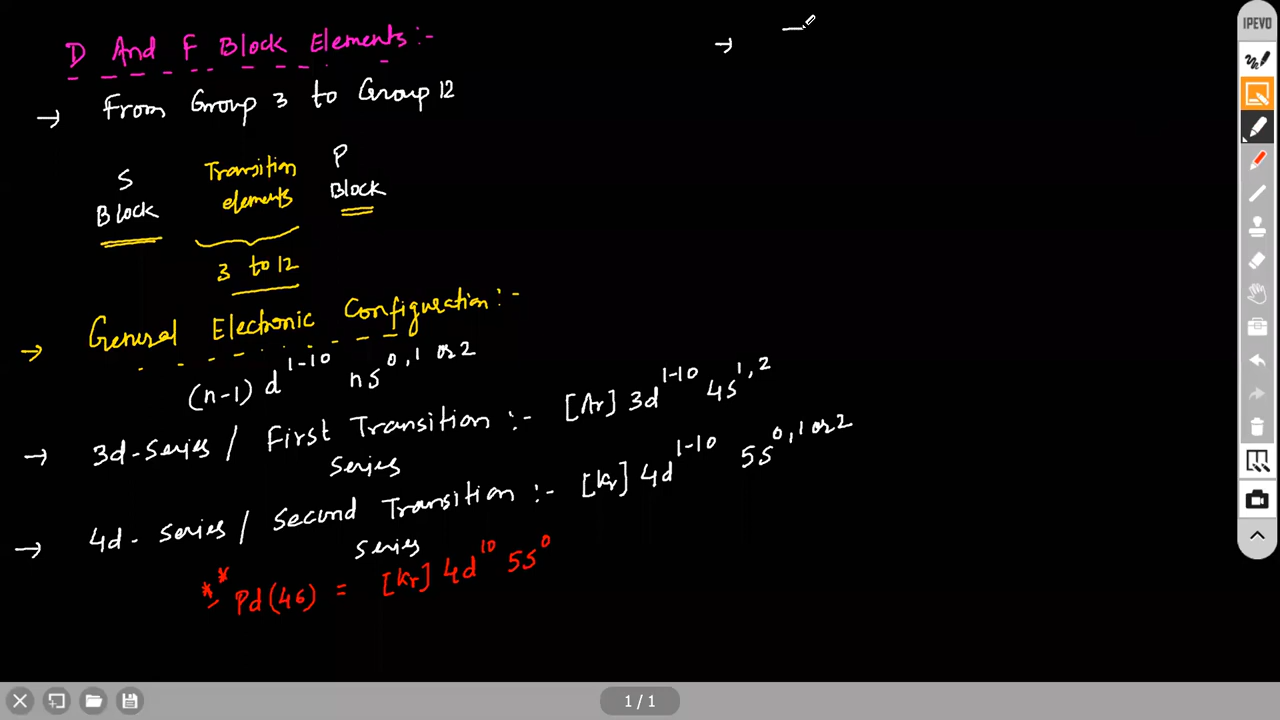 D And F Block Elements:-
→ From Group 3 to Group 12
S Block
Transition elements
3 to 12
P Block
→ General Electronic Configuration:-
(n-1) d¹⁻¹⁰ ns⁰,¹ ᵒʳ ²
→ 3d-Series / First Transition Series :- [Ar] 3d¹⁻¹⁰ 4s¹,²
→ 4d-Series / Second Transition Series :- [Kr] 4d¹⁻¹⁰ 5s⁰,¹ ᵒʳ ²
** Pd(46) = [Kr] 4d¹⁰ 5s⁰
→ —
IPEVO
1 / 1